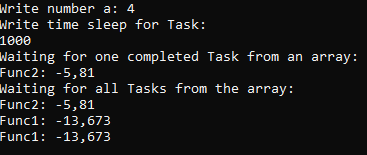 Write number a: 4
Write time sleep for Task:
1000
Waiting for one completed Task from an array:
Func2: -5,81
Waiting for all Tasks from the array:
Func2: -5,81
Func1: -13,673
Func1: -13,673